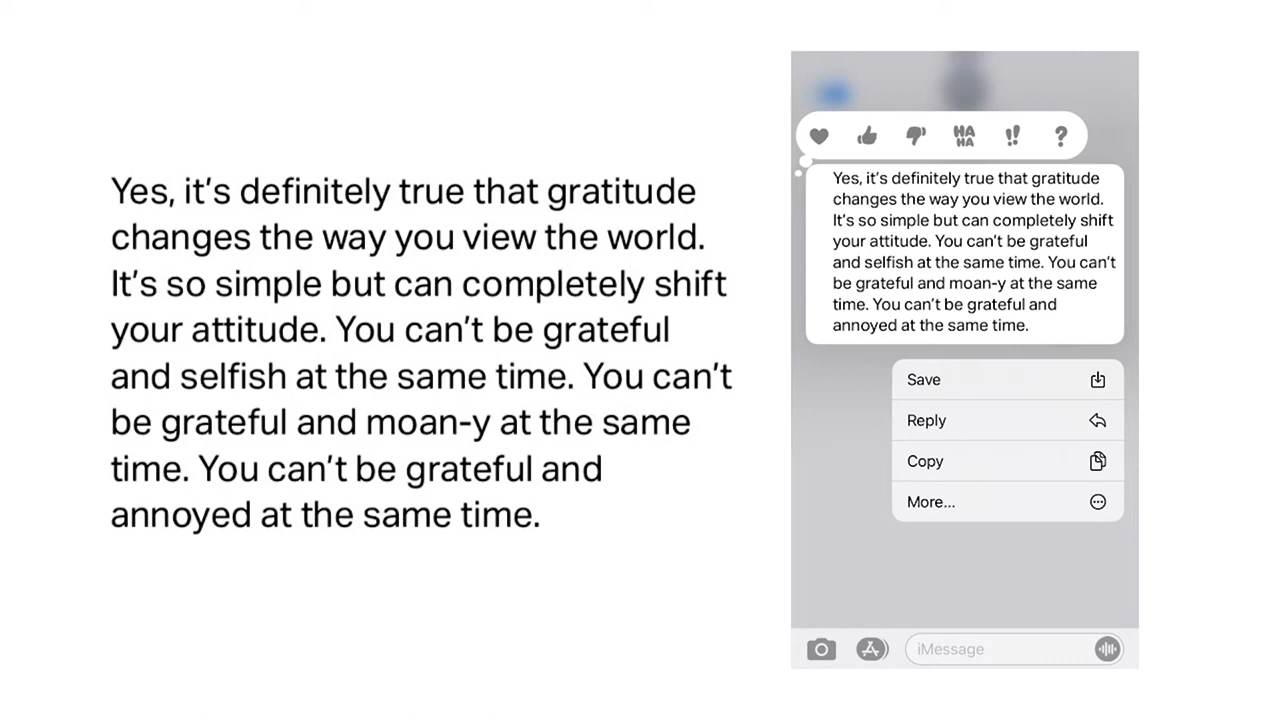 Yes, it’s definitely true that gratitude
changes the way you view the world.
It’s so simple but can completely shift
your attitude. You can’t be grateful
and selfish at the same time. You can’t
be grateful and moan-y at the same
time. You can’t be grateful and
annoyed at the same time.
HA HA
!!
?
Yes, it’s definitely true that gratitude
changes the way you view the world.
It’s so simple but can completely shift
your attitude. You can’t be grateful
and selfish at the same time. You can’t
be grateful and moan-y at the same
time. You can’t be grateful and
annoyed at the same time.
Save
Reply
Copy
More...
iMessage